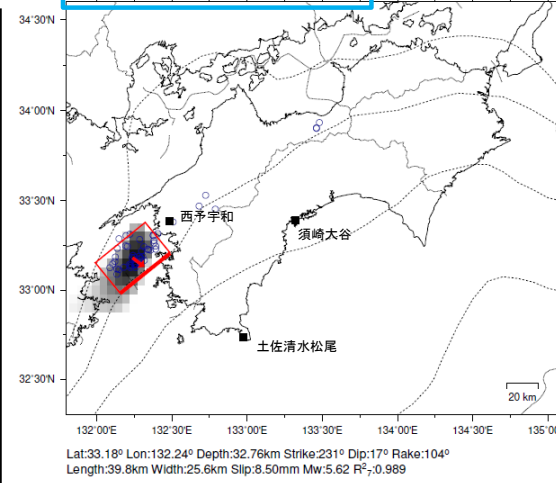 34°30'N
34°00'N
33°30'N
33°00'N
32°30'N
西予宇和
須崎大谷
土佐清水松尾
20 km
132°00'E 132°30'E 133°00'E 133°30'E 134°00'E 134°30'E 135°0
Lat:33.18° Lon:132.24° Depth:32.76km Strike:231° Dip:17° Rake:104°
Length:39.8km Width:25.6km Slip:8.50mm Mw:5.62 R²₇:0.989